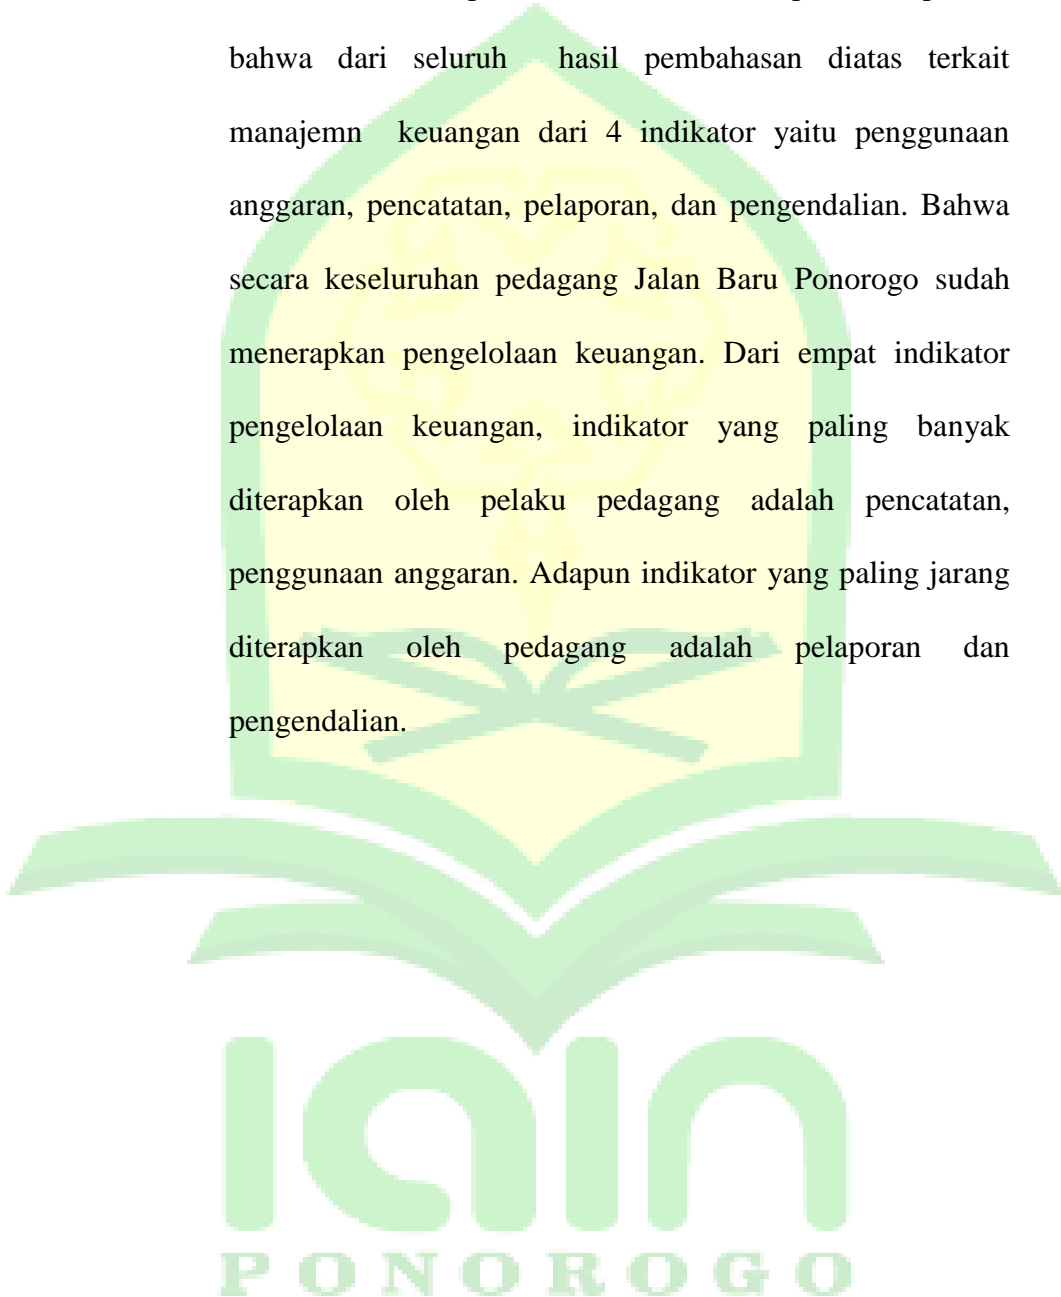 bahwa dari seluruh hasil pembahasan diatas terkait
manajemn keuangan dari 4 indikator yaitu penggunaan
anggaran, pencatatan, pelaporan, dan pengendalian. Bahwa
secara keseluruhan pedagang Jalan Baru Ponorogo sudah
menerapkan pengelolaan keuangan. Dari empat indikator
pengelolaan keuangan, indikator yang paling banyak
diterapkan oleh pelaku pedagang adalah pencatatan,
penggunaan anggaran. Adapun indikator yang paling jarang
diterapkan oleh pedagang adalah pelaporan dan
pengendalian.
iain
PONOROGO